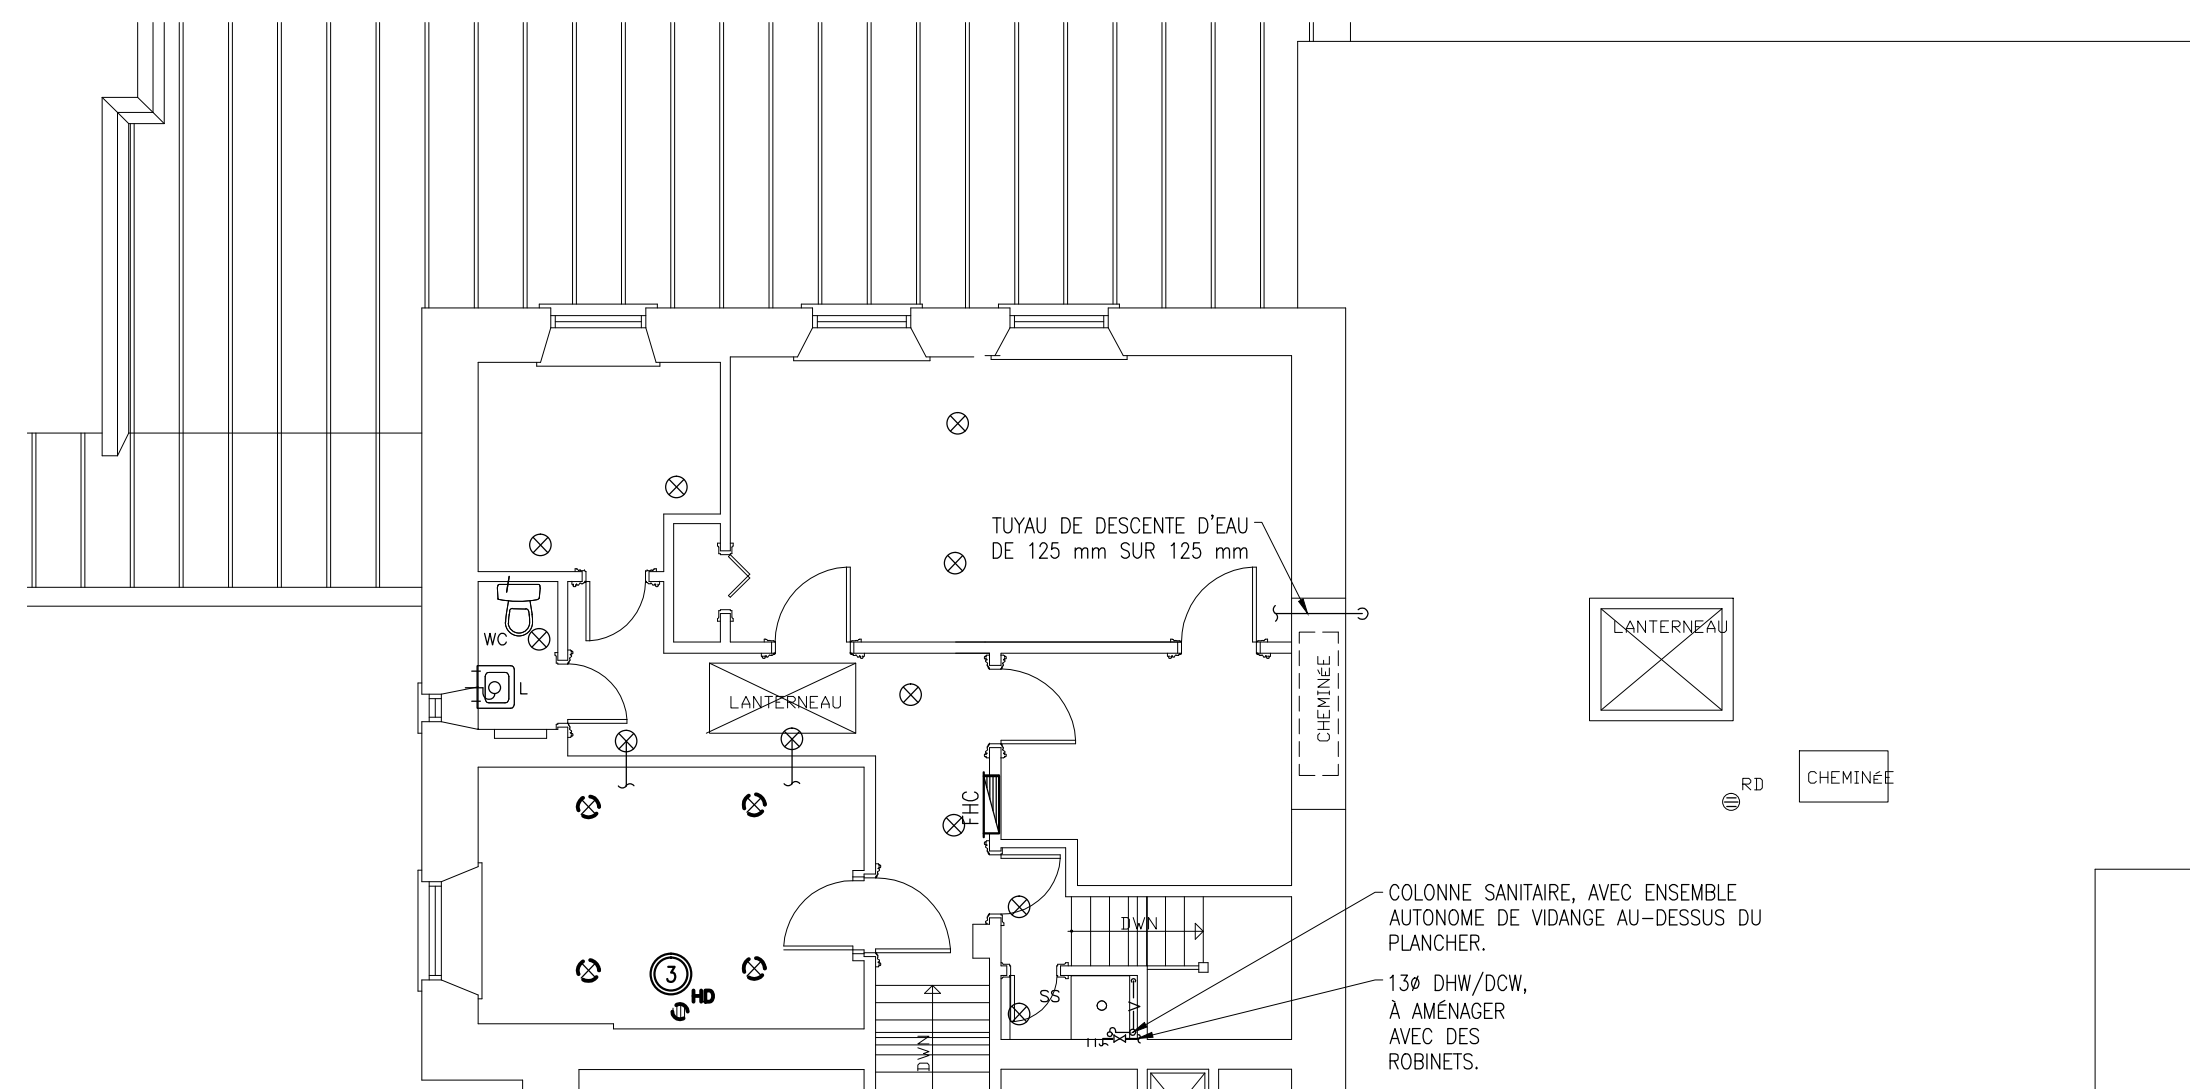 TUYAU DE DESCENTE D'EAU
DE 125 mm SUR 125 mm
LANTERNEAU
WC
L
LANTERNEAU
CHEMINÉE
CHEMINÉE
RD
FHC
COLONNE SANITAIRE, AVEC ENSEMBLE
AUTONOME DE VIDANGE AU-DESSUS DU
PLANCHER.
DWN
3
HD
SS
13ø DHW/DCW,
À AMÉNAGER
AVEC DES
ROBINETS.
DWN